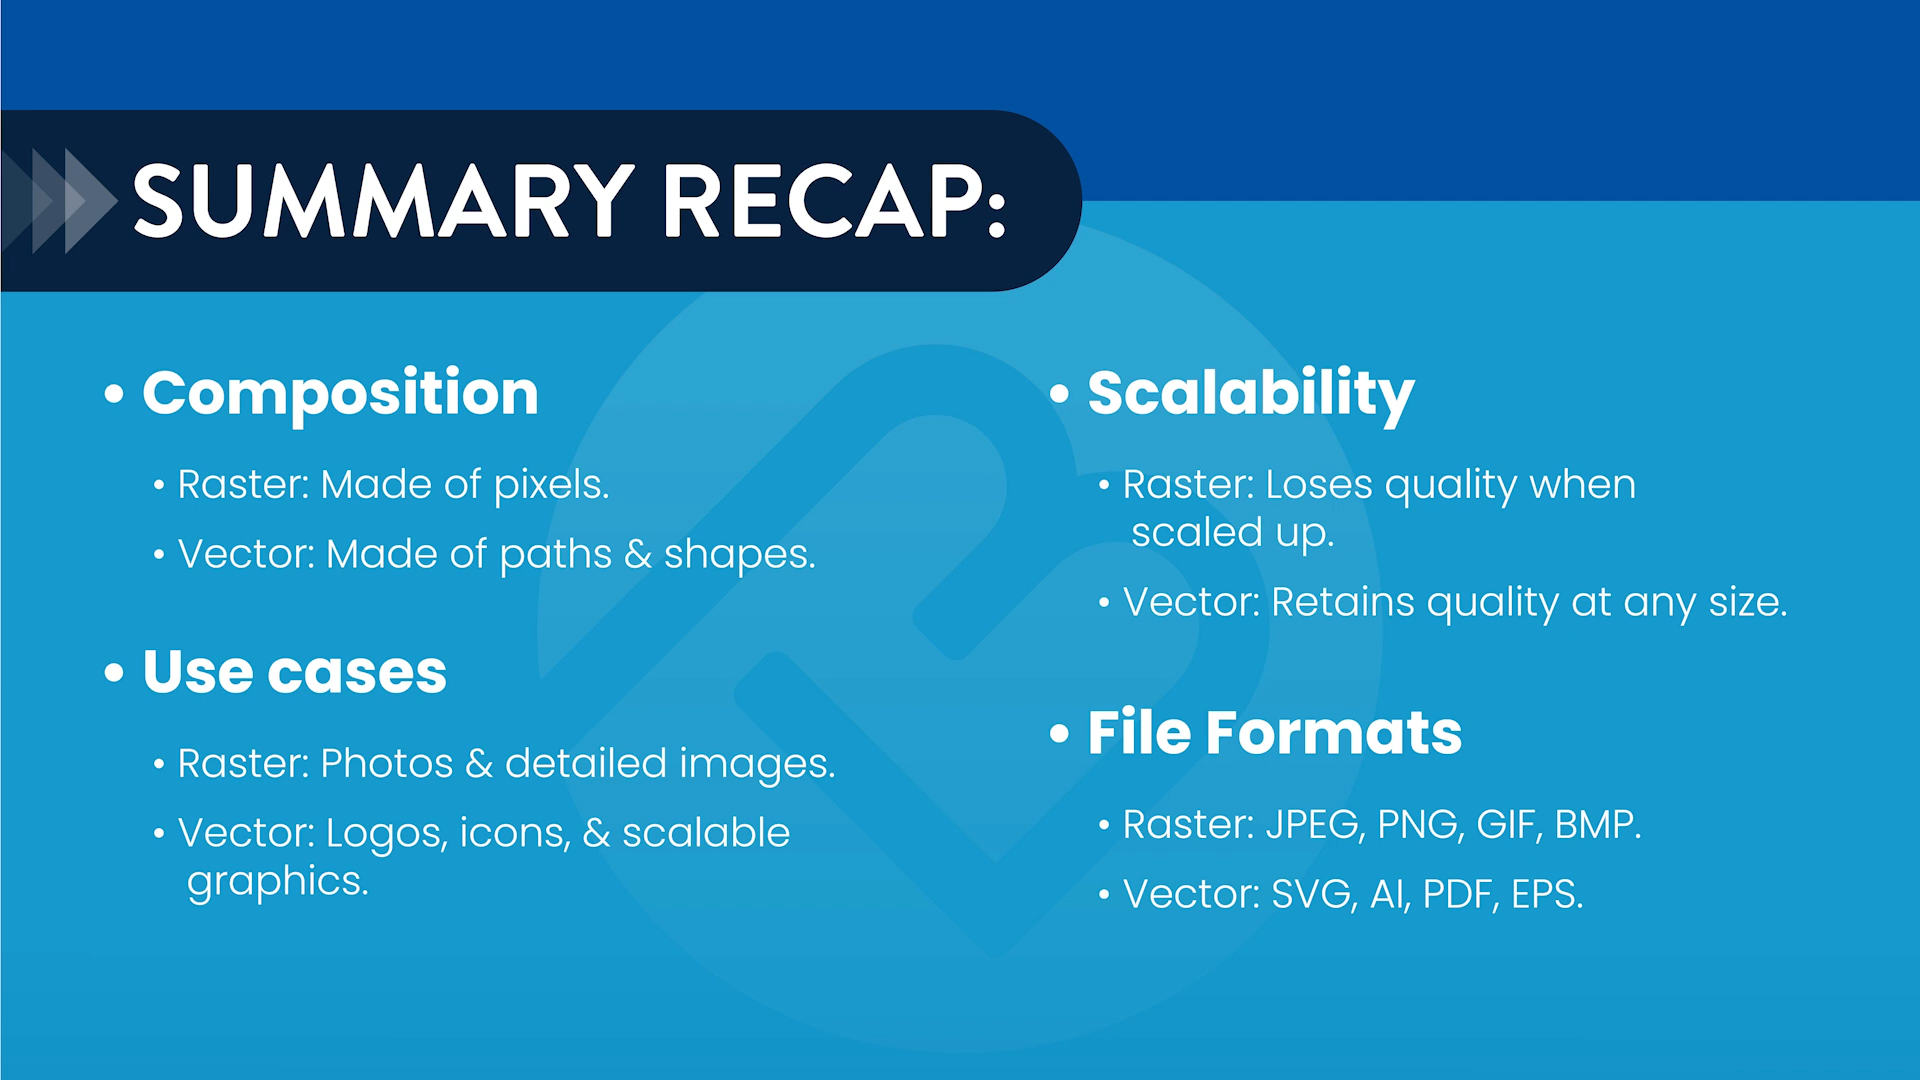 SUMMARY RECAP:
• Composition
• Raster: Made of pixels.
• Vector: Made of paths & shapes.
• Use cases
• Raster: Photos & detailed images.
• Vector: Logos, icons, & scalable
graphics.
• Scalability
• Raster: Loses quality when
scaled up.
• Vector: Retains quality at any size.
• File Formats
• Raster: JPEG, PNG, GIF, BMP.
• Vector: SVG, AI, PDF, EPS.